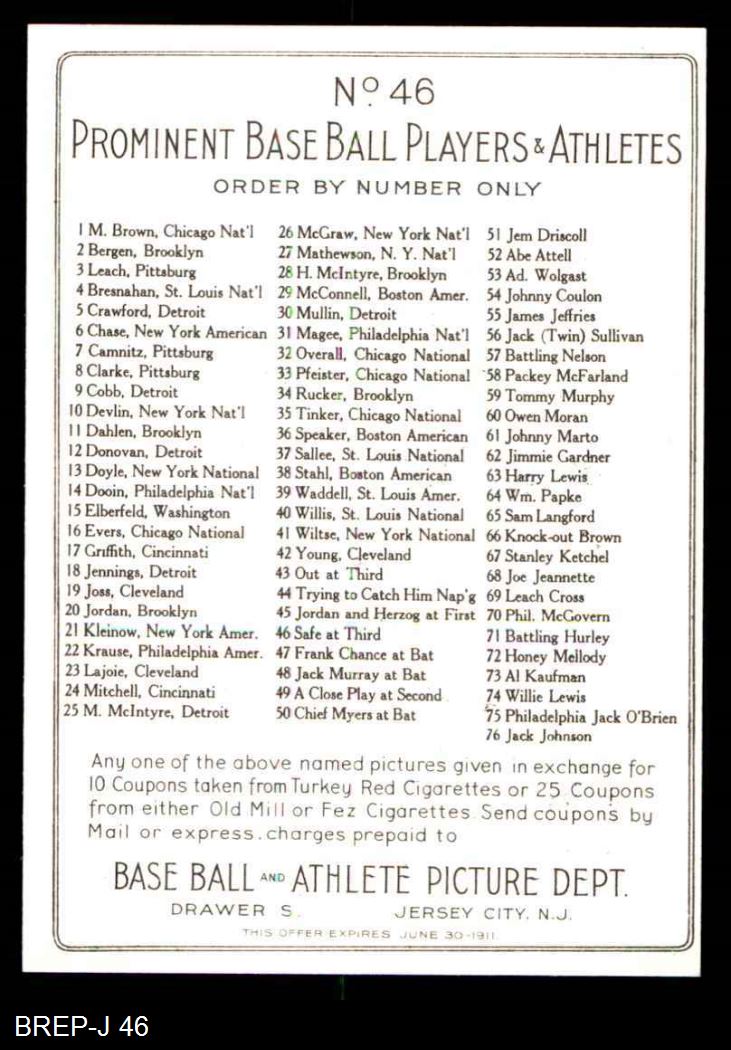 No. 46
PROMINENT BASE BALL PLAYERS & ATHLETES
ORDER BY NUMBER ONLY
1 M. Brown, Chicago Nat'l
2 Bergen, Brooklyn
3 Leach, Pittsburg
4 Bresnahan, St. Louis Nat'l
5 Crawford, Detroit
6 Chase, New York American
7 Camnitz, Pittsburg
8 Clarke, Pittsburg
9 Cobb, Detroit
10 Devlin, New York Nat'l
11 Dahlen, Brooklyn
12 Donovan, Detroit
13 Doyle, New York National
14 Dooin, Philadelphia Nat'l
15 Elberfeld, Washington
16 Evers, Chicago National
17 Griffith, Cincinnati
18 Jennings, Detroit
19 Joss, Cleveland
20 Jordan, Brooklyn
21 Kleinow, New York Amer.
22 Krause, Philadelphia Amer.
23 Lajoie, Cleveland
24 Mitchell, Cincinnati
25 M. McIntyre, Detroit
26 McGraw, New York Nat'l
27 Mathewson, N. Y. Nat'l
28 H. McIntyre, Brooklyn
29 McConnell, Boston Amer.
30 Mullin, Detroit
31 Magee, Philadelphia Nat'l
32 Overall, Chicago National
33 Pfeister, Chicago National
34 Rucker, Brooklyn
35 Tinker, Chicago National
36 Speaker, Boston American
37 Sallee, St. Louis National
38 Stahl, Boston American
39 Waddell, St. Louis Amer.
40 Willis, St. Louis National
41 Wiltse, New York National
42 Young, Cleveland
43 Out at Third
44 Trying to Catch Him Nap'g
45 Jordan and Herzog at First
46 Safe at Third
47 Frank Chance at Bat
48 Jack Murray at Bat
49 A Close Play at Second
50 Chief Myers at Bat
51 Jem Driscoll
52 Abe Attell
53 Ad. Wolgast
54 Johnny Coulon
55 James Jeffries
56 Jack (Twin) Sullivan
57 Battling Nelson
58 Packey McFarland
59 Tommy Murphy
60 Owen Moran
61 Johnny Marto
62 Jimmie Gardner
63 Harry Lewis
64 Wm. Papke
65 Sam Langford
66 Knock-out Brown
67 Stanley Ketchel
68 Joe Jeannette
69 Leach Cross
70 Phil. McGovern
71 Battling Hurley
72 Honey Mellody
73 Al Kaufman
74 Willie Lewis
75 Philadelphia Jack O'Brien
76 Jack Johnson
Any one of the above named pictures given in exchange for
10 Coupons taken from Turkey Red Cigarettes or 25 Coupons
from either Old Mill or Fez Cigarettes. Send coupons by
Mail or express. charges prepaid to
BASE BALL AND ATHLETE PICTURE DEPT.
DRAWER S. JERSEY CITY. N.J.
THIS OFFER EXPIRES JUNE 30-1911.
BREP-J 46